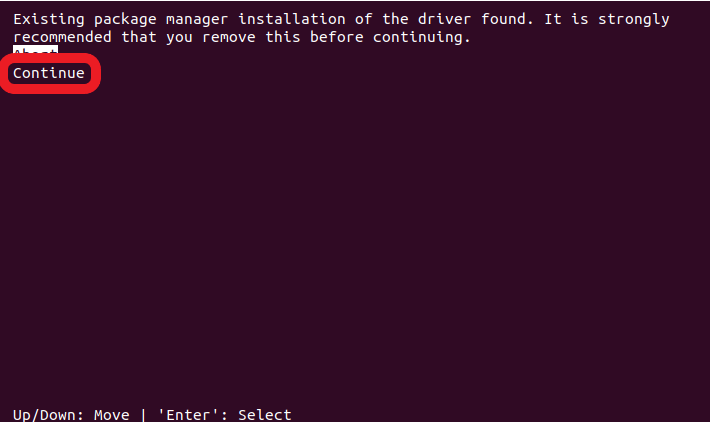 Existing package manager installation of the driver found. It is strongly
recommended that you remove this before continuing.
Abort
Continue
Up/Down: Move | 'Enter': Select